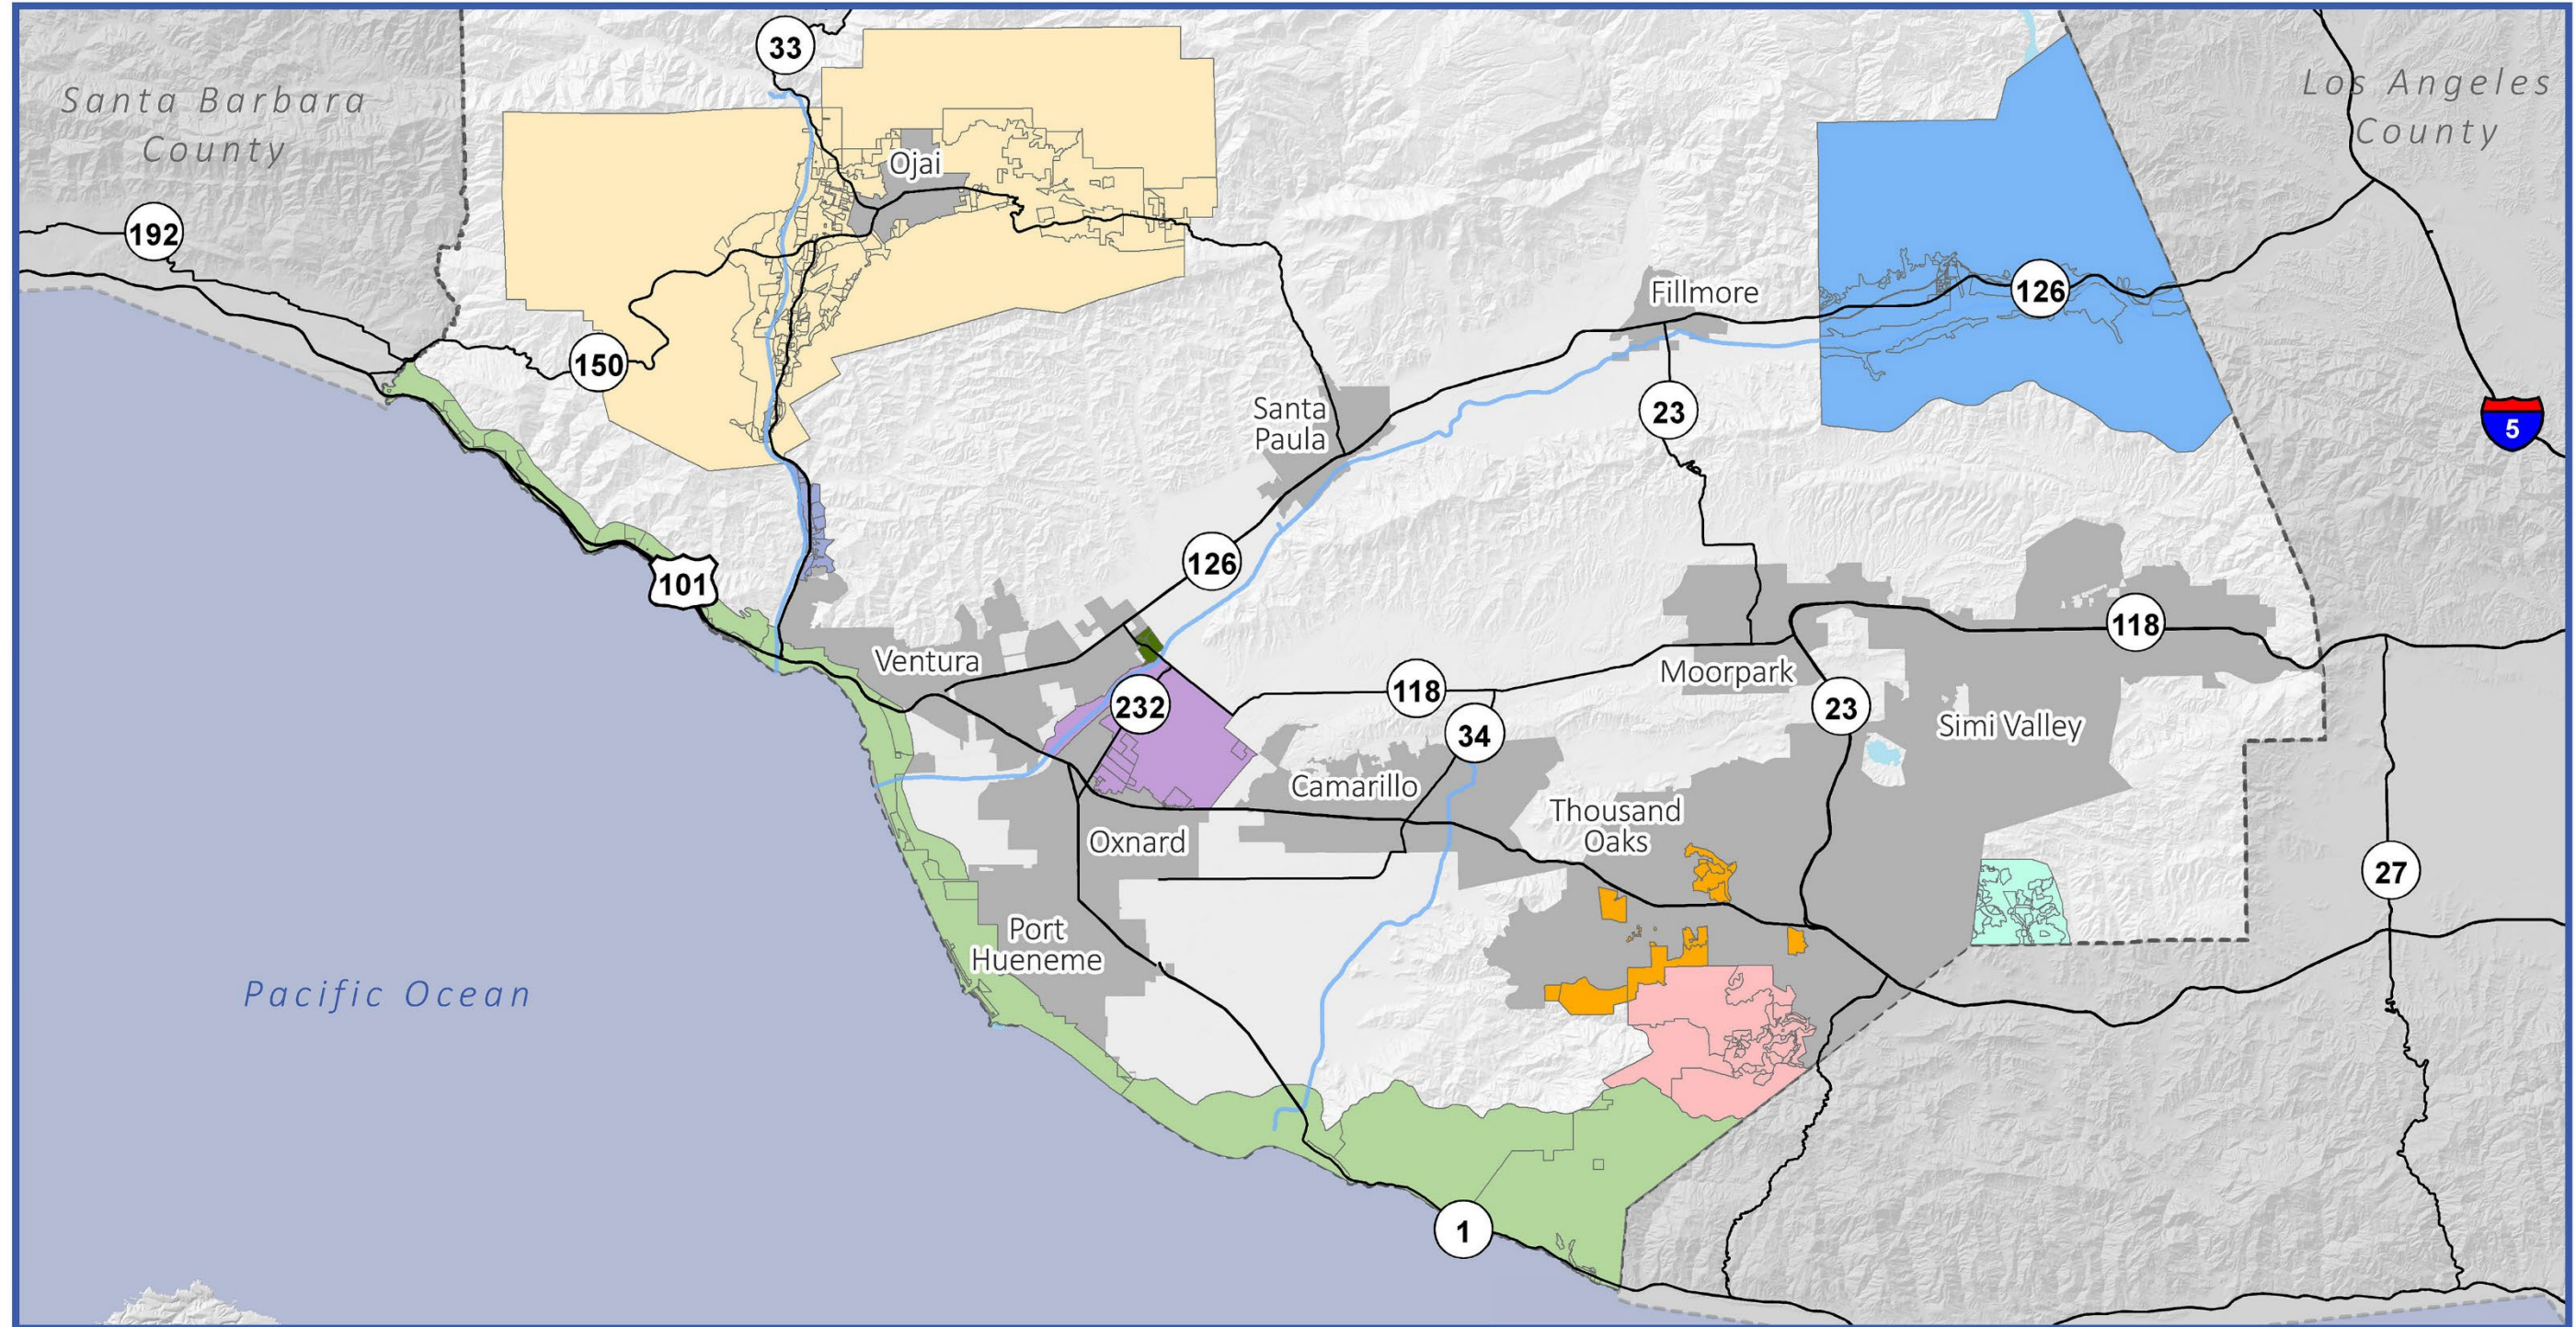 33
Santa Barbara
County
Los Angeles
County
Ojai
192
126
Fillmore
150
Santa
Paula
23
5
126
101
118
Ventura
Moorpark
118
232
23
34
Simi Valley
Camarillo
Thousand
Oaks
Oxnard
27
Port
Hueneme
Pacific Ocean
1